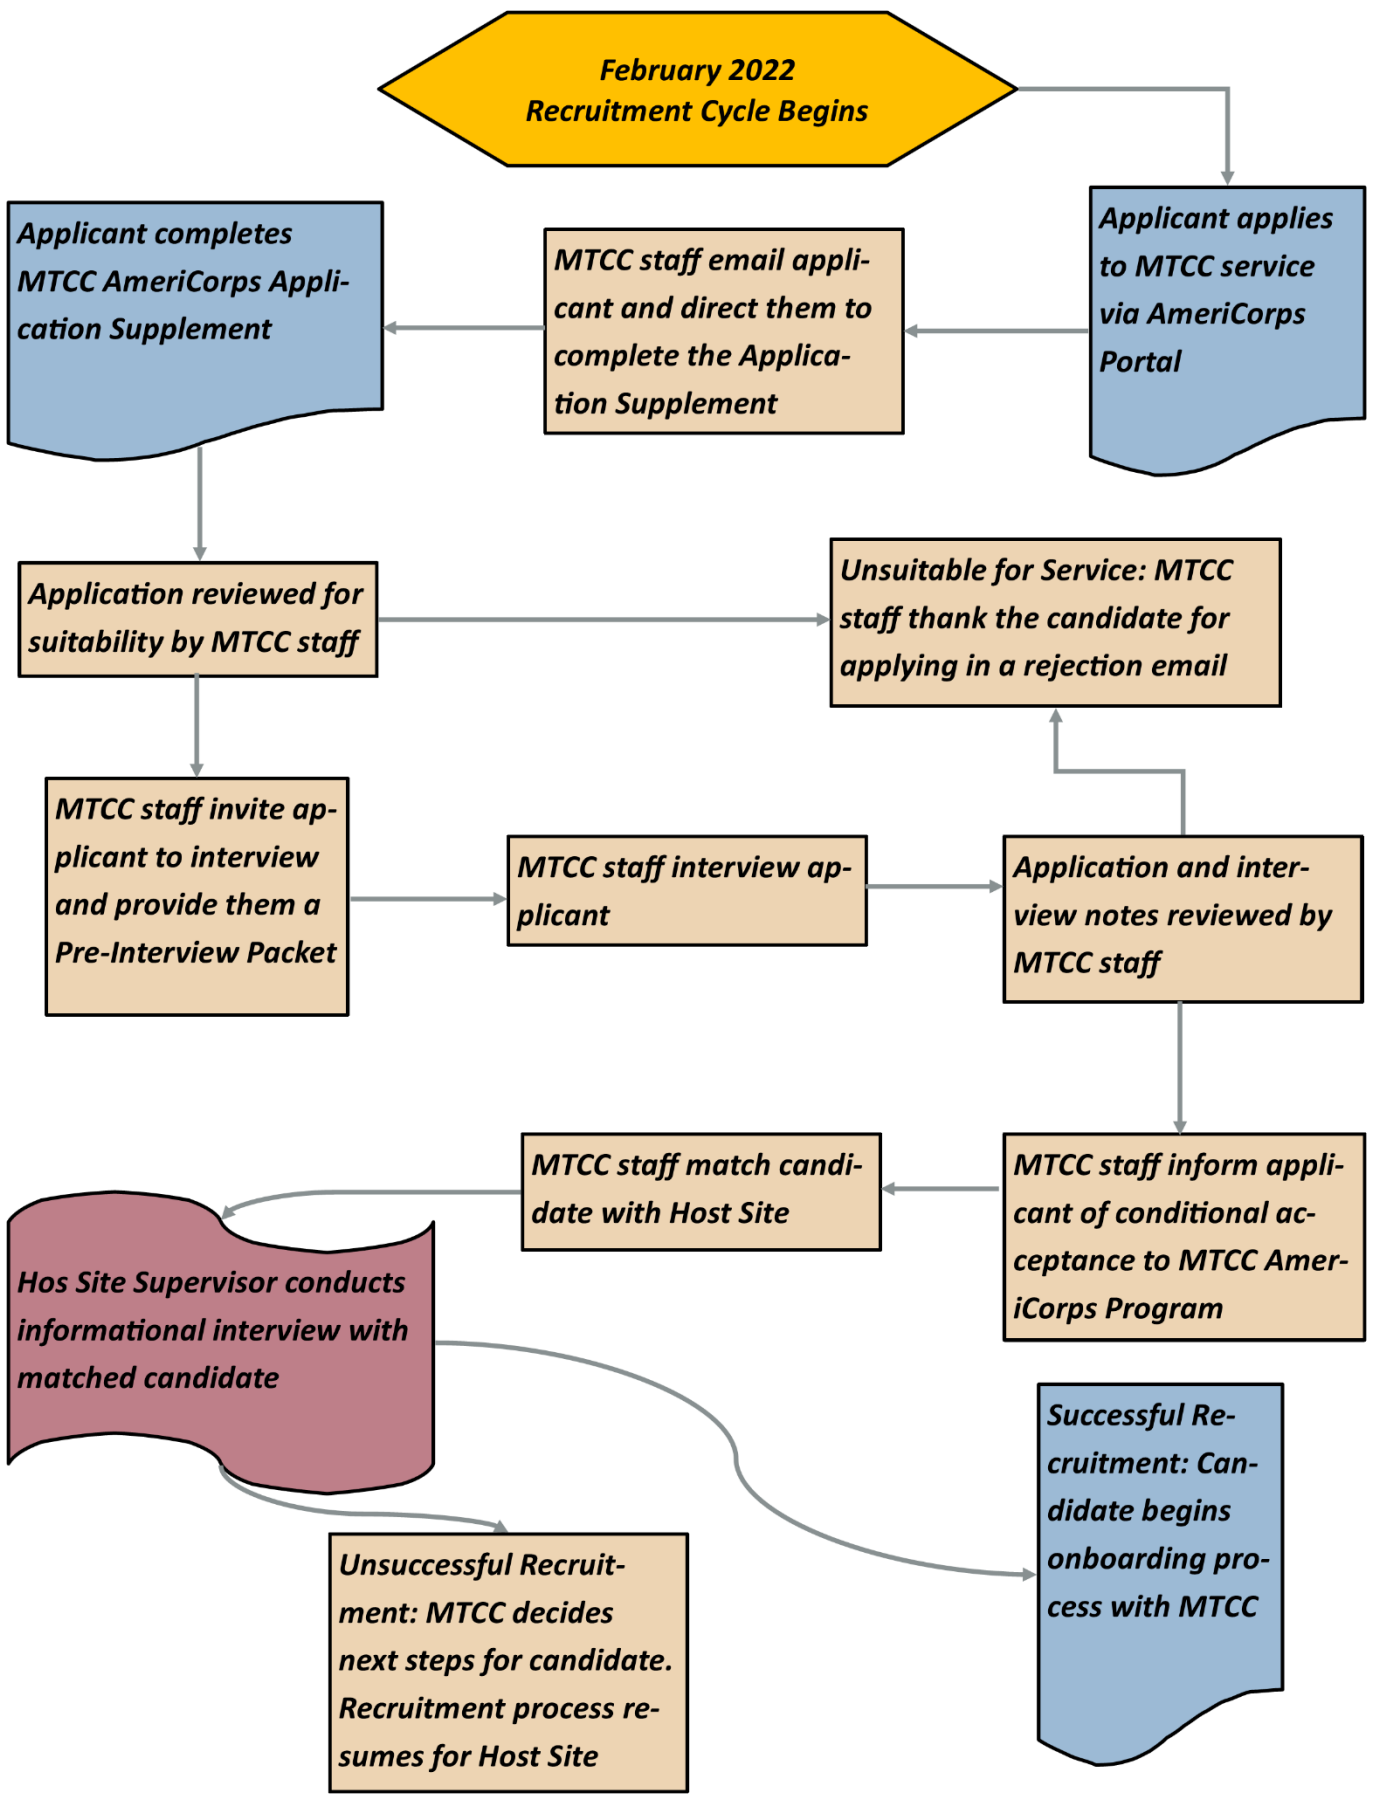 February 2022
Recruitment Cycle Begins
Applicant applies
to MTCC service
via AmeriCorps
Portal
MTCC staff email appli-
cant and direct them to
complete the Applica-
tion Supplement
Applicant completes
MTCC AmeriCorps Appli-
cation Supplement
Application reviewed for
suitability by MTCC staff
Unsuitable for Service: MTCC
staff thank the candidate for
applying in a rejection email
MTCC staff invite ap-
plicant to interview
and provide them a
Pre-Interview Packet
MTCC staff interview ap-
plicant
Application and inter-
view notes reviewed by
MTCC staff
MTCC staff inform appli-
cant of conditional ac-
ceptance to MTCC Amer-
iCorps Program
MTCC staff match candi-
date with Host Site
Hos Site Supervisor conducts
informational interview with
matched candidate
Successful Re-
cruitment: Can-
didate begins
onboarding pro-
cess with MTCC
Unsuccessful Recruit-
ment: MTCC decides
next steps for candidate.
Recruitment process re-
sumes for Host Site